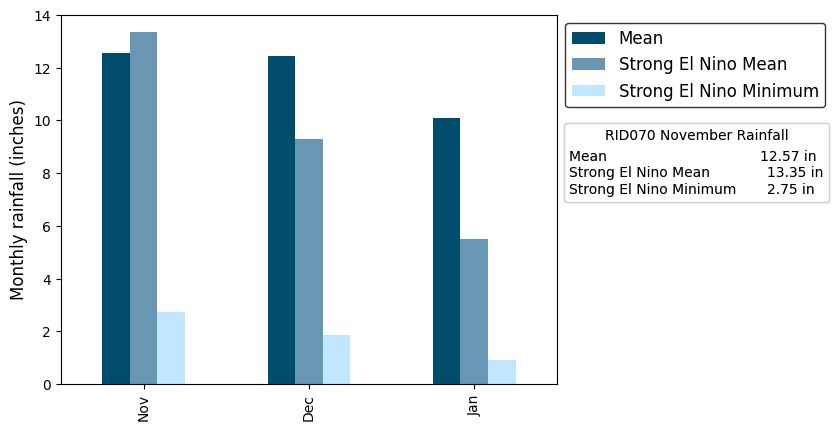 Monthly rainfall (inches)
14
12
10
8
6
4
2
0
Nov
Dec
Jan
Mean
Strong El Nino Mean
Strong El Nino Minimum
RID070 November Rainfall
Mean 12.57 in
Strong El Nino Mean 13.35 in
Strong El Nino Minimum 2.75 in